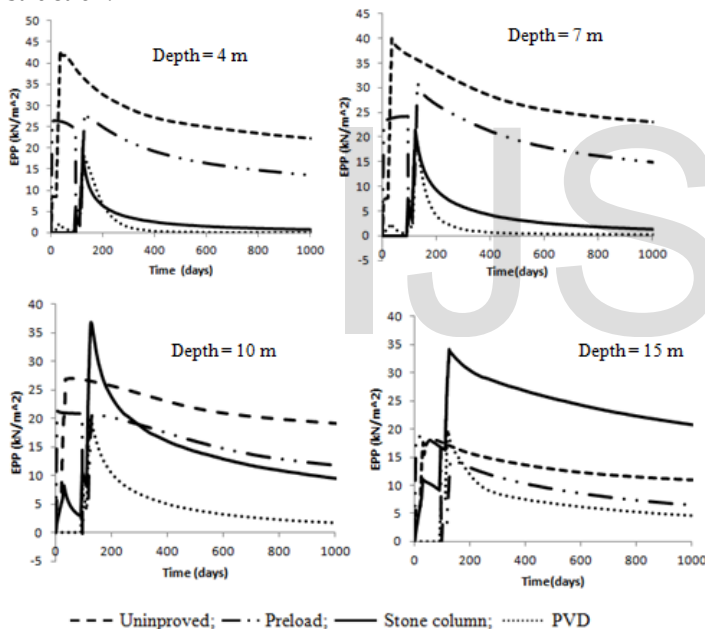 Depth = 4 m
EPP (kN/m^2)
50
45
40
35
30
25
20
15
10
5
0
0 200 400 600 800 1000
Time (days)
Depth = 7 m
EPP (kN/m^2)
45
40
35
30
25
20
15
10
5
0
-5
0 200 400 600 800 1000
Time(days)
IJS
Depth = 10 m
EPP (kN/m^2)
40
35
30
25
20
15
10
5
0
-5
0 200 400 600 800 1000
Time (days)
Depth = 15 m
EPP (kN/m^2)
40
35
30
25
20
15
10
5
0
0 200 400 600 800 1000
Time(days)
Uninproved; Preload; Stone column; PVD